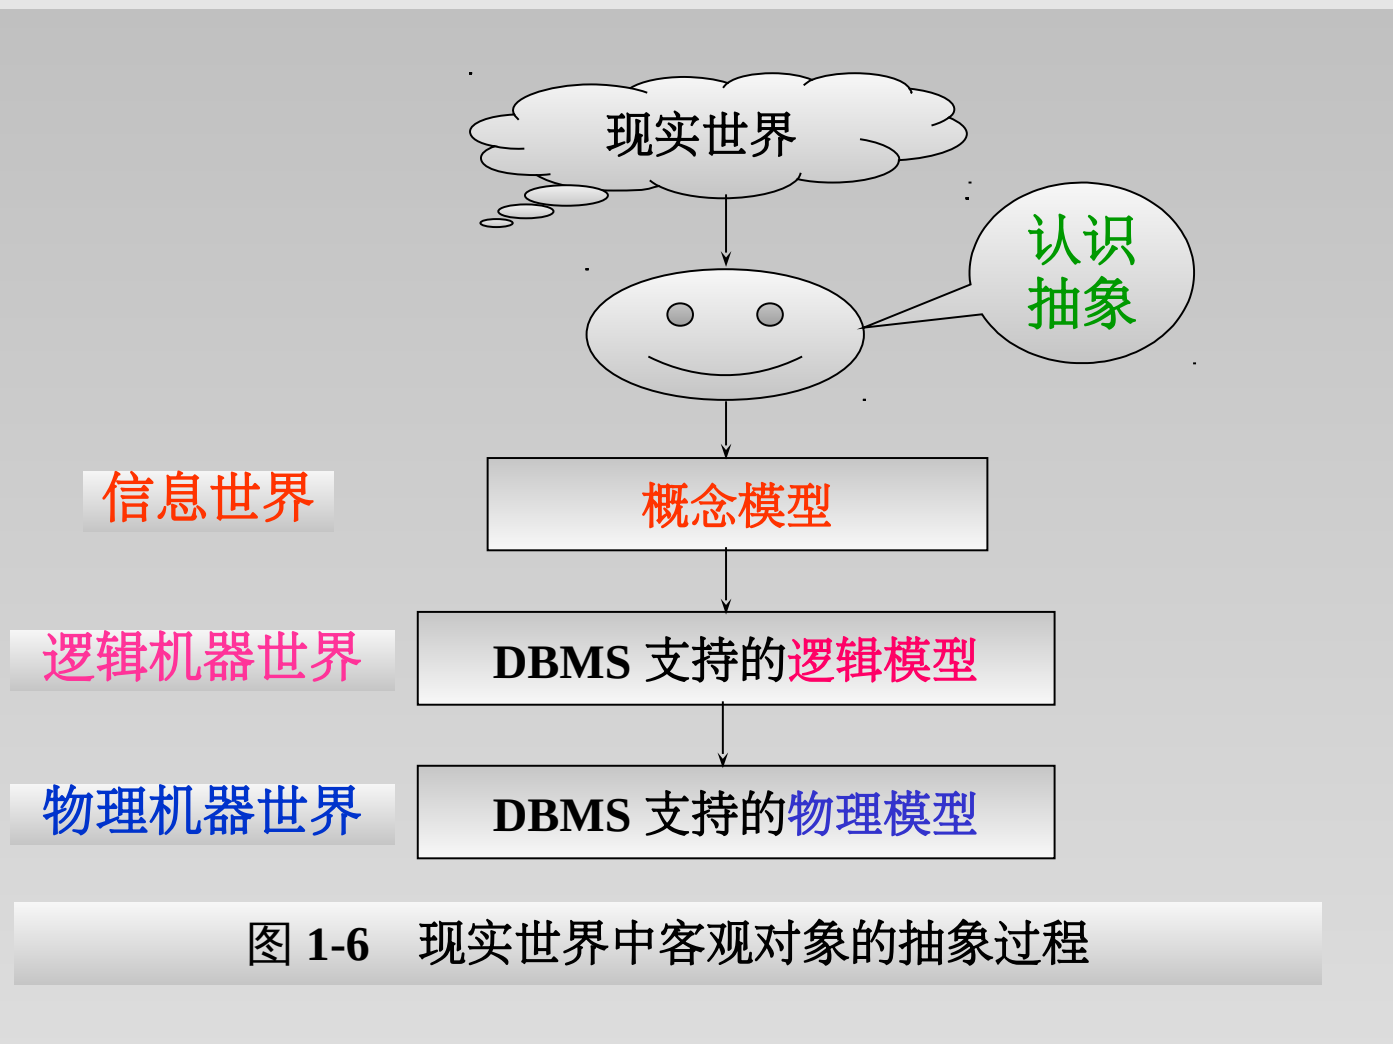 现实世界
认识
抽象
信息世界
概念模型
逻辑机器世界
DBMS 支持的逻辑模型
物理机器世界
DBMS 支持的物理模型
图 1-6 现实世界中客观对象的抽象过程